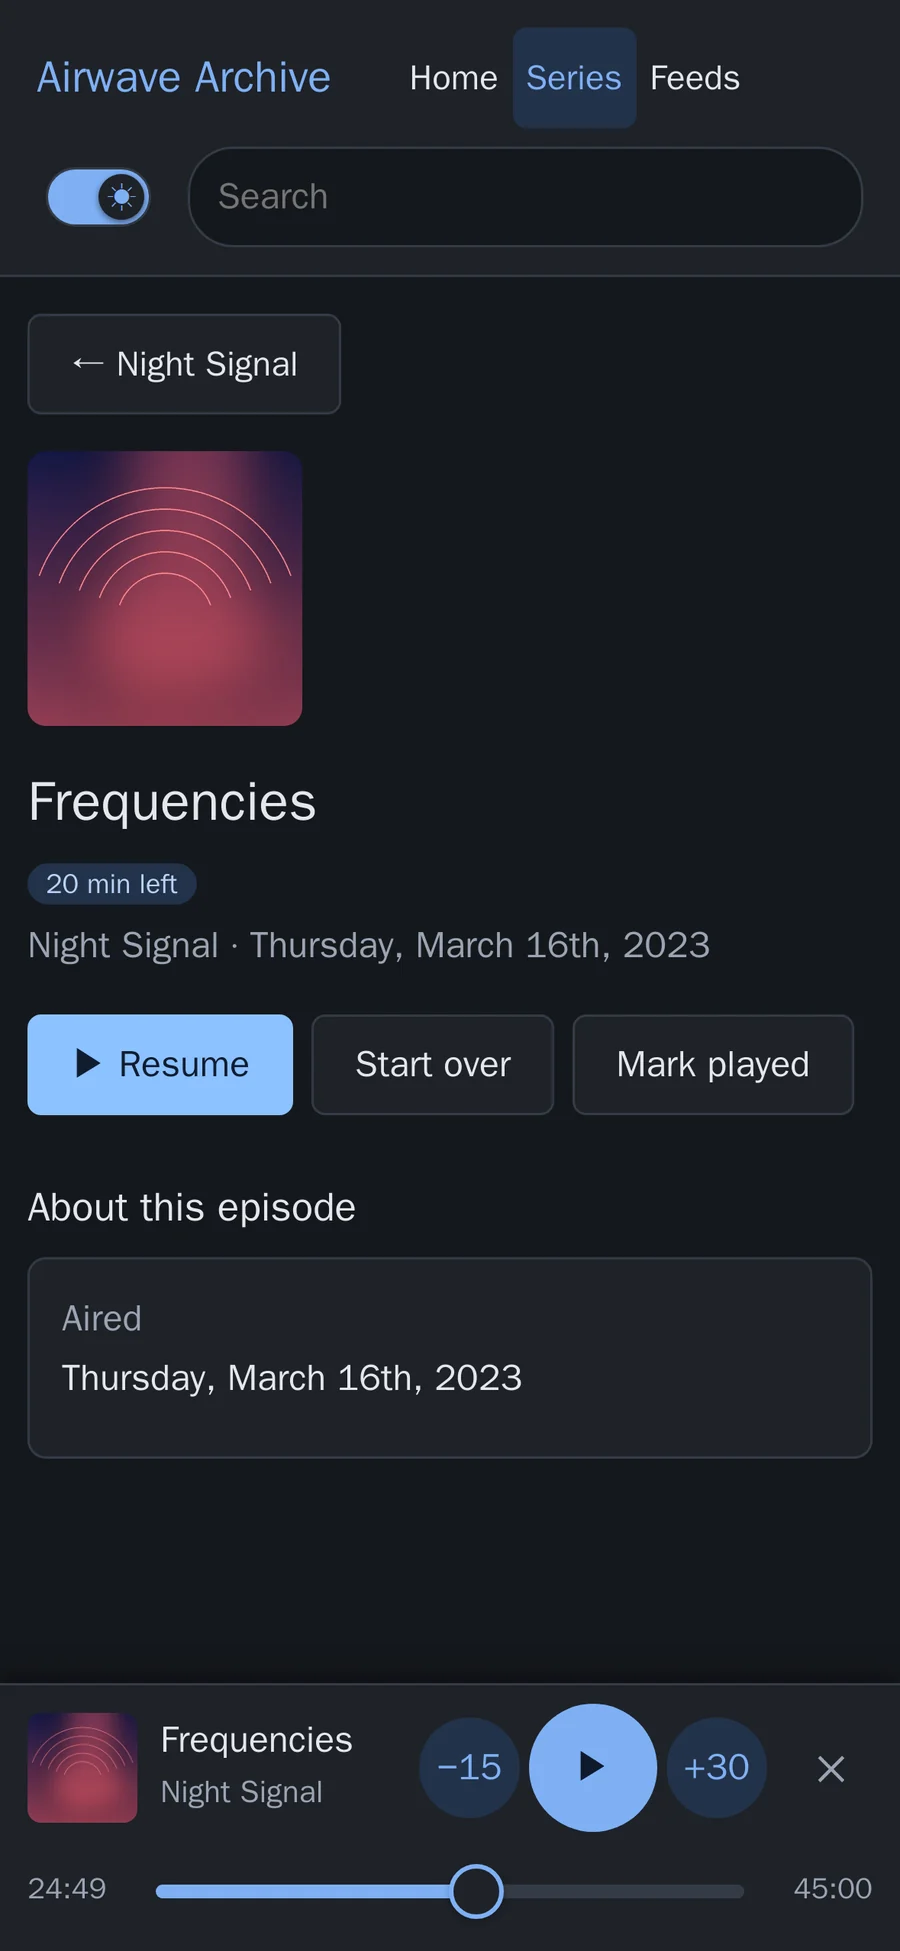 Airwave Archive Home Series Feeds
Search
← Night Signal
Frequencies
20 min left
Night Signal · Thursday, March 16th, 2023
▶ Resume Start over Mark played
About this episode
Aired
Thursday, March 16th, 2023
Frequencies
Night Signal
−15 +30
24:49 45:00